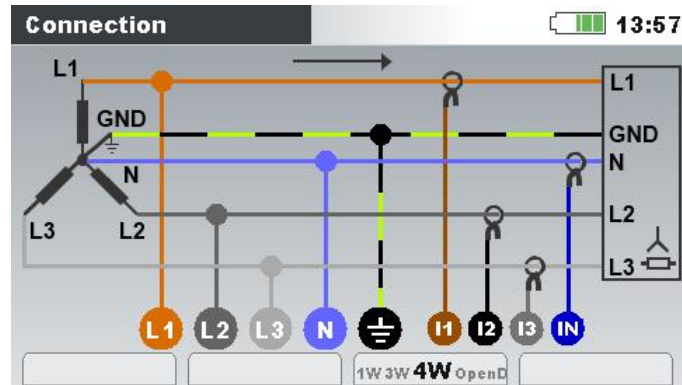 Connection 13:57
L1 L1
GND GND
N N
L3 L2 L2
L3
L1 L2 L3 N I1 I2 I3 IN
1W 3W 4W OpenD